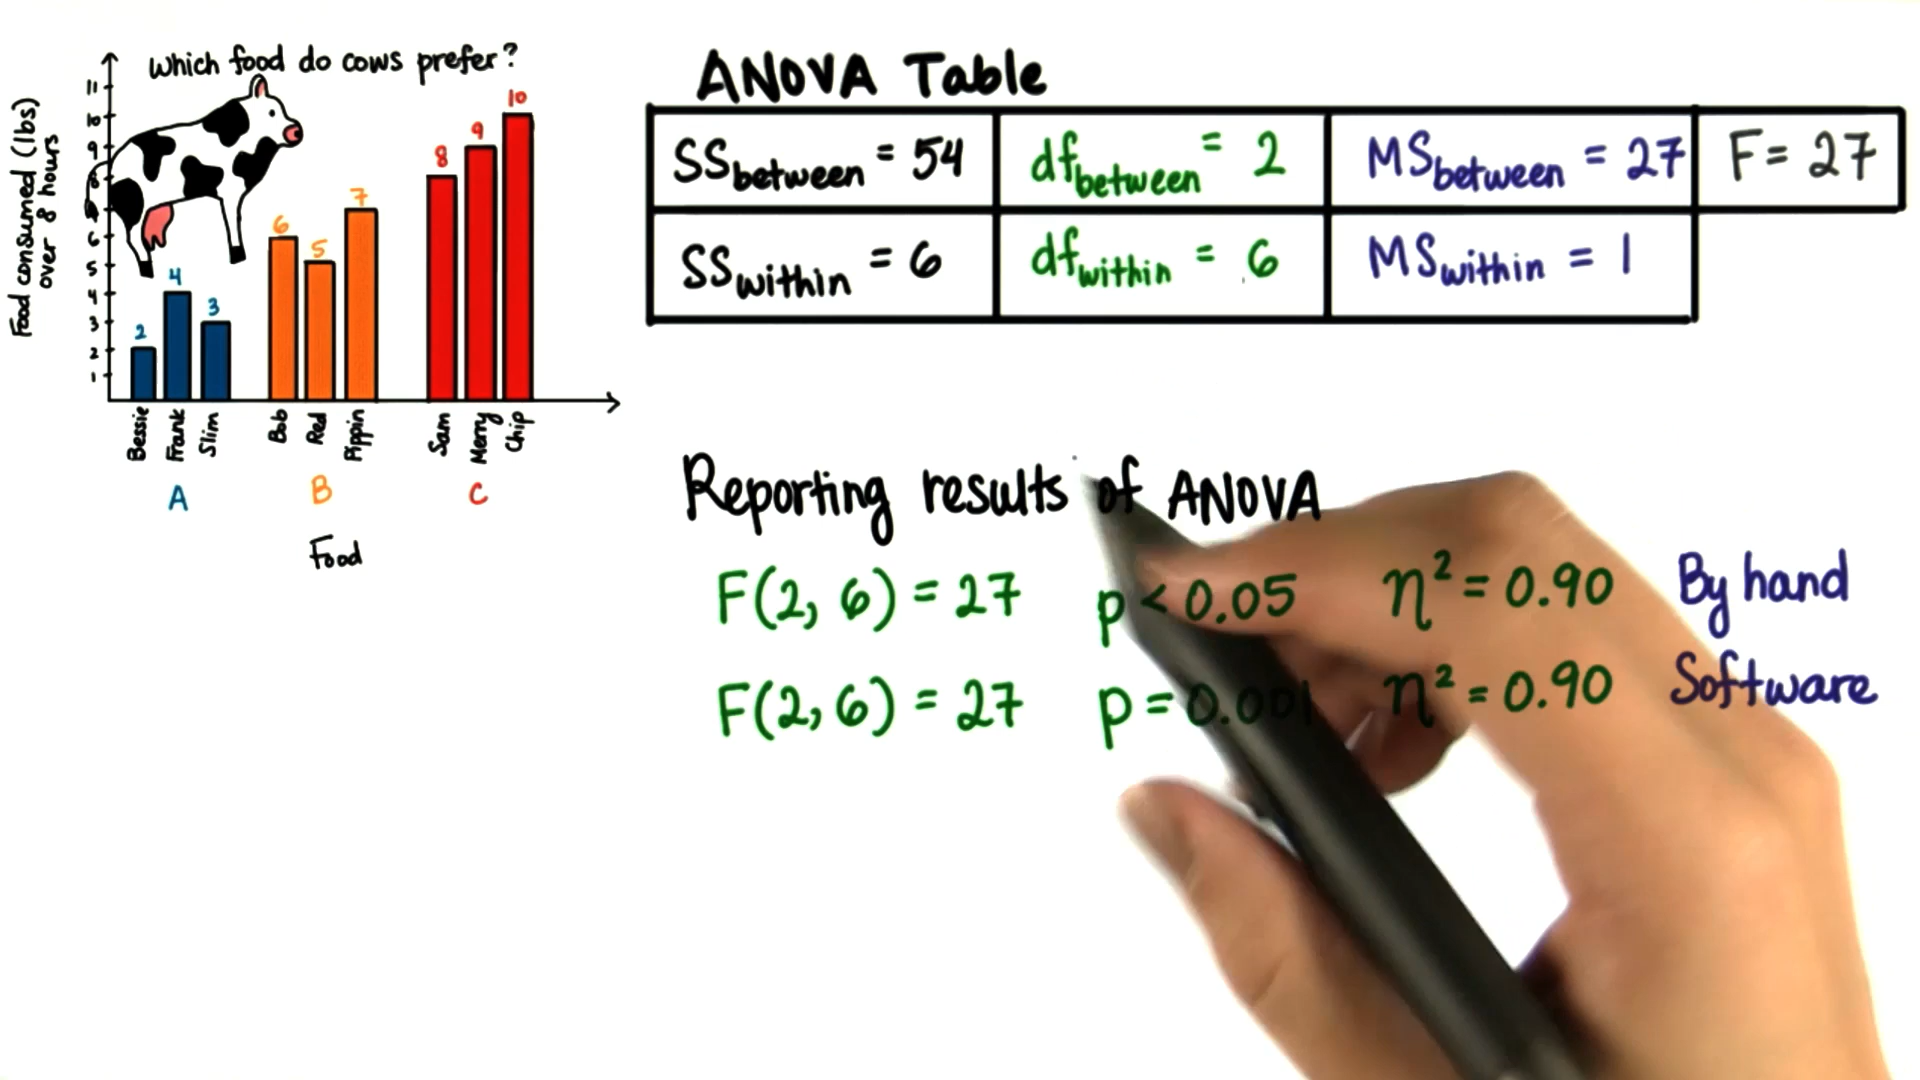 Which food do cows prefer?
Food consumed (lbs)
over 8 hours
11
10
9
8
6
5
4
3
2
1
2
4
3
6
5
7
8
9
10
Bessie
Frank
Slim
Bob
Red
Pippin
Sam
Merry
Chip
A
B
C
Food
ANOVA Table
SSbetween = 54 dfbetween = 2 MSbetween = 27 F = 27
SSwithin = 6 dfwithin = 6 MSwithin = 1
Reporting results of ANOVA
F(2, 6) = 27 p < 0.05 η² = 0.90 By hand
F(2, 6) = 27 p = 0.001 η² = 0.90 Software